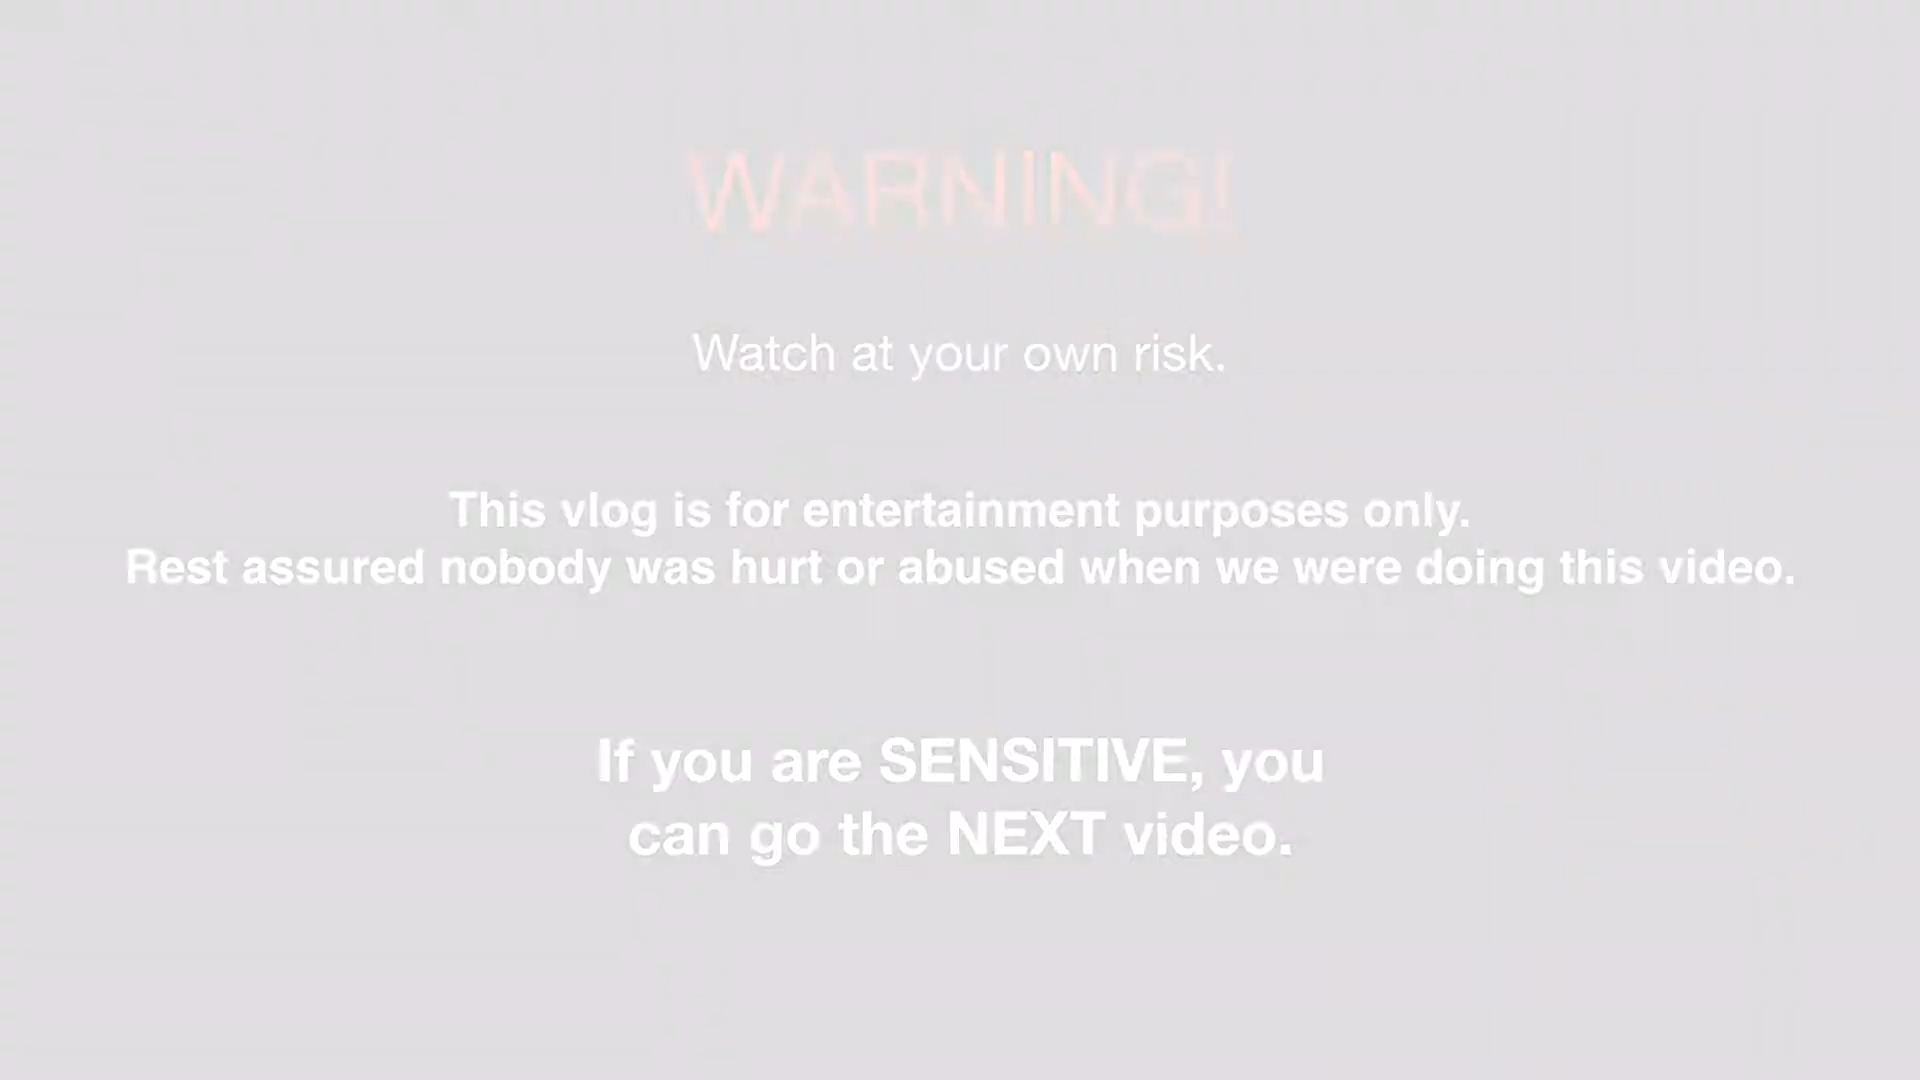 WARNING!
Watch at your own risk.
This vlog is for entertainment purposes only.
Rest assured nobody was hurt or abused when we were doing this video.
If you are SENSITIVE, you
can go the NEXT video.